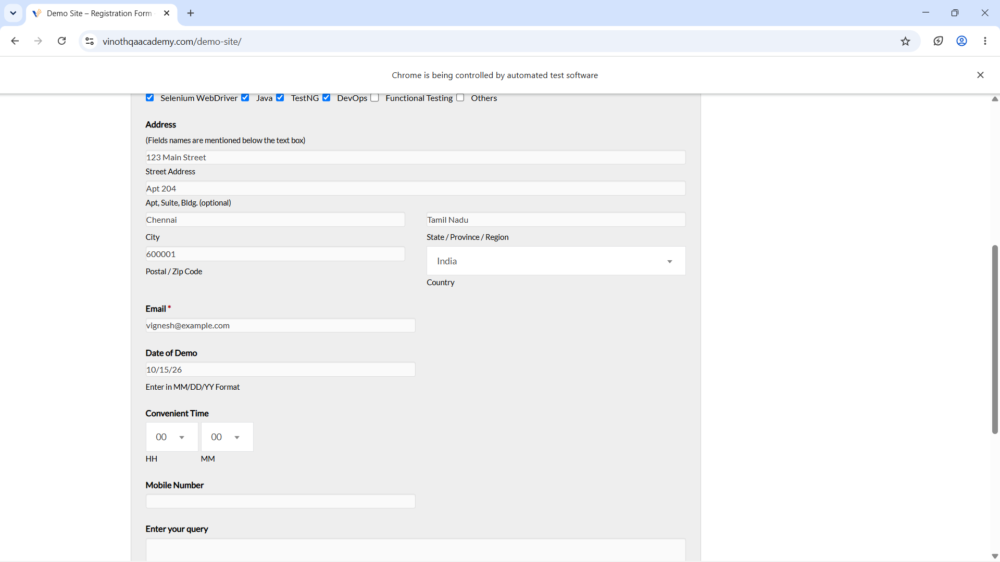 Demo Site – Registration Form
vinothqaacademy.com/demo-site/
Chrome is being controlled by automated test software
Selenium WebDriver Java TestNG DevOps Functional Testing Others
Address
(Fields names are mentioned below the text box)
123 Main Street
Street Address
Apt 204
Apt, Suite, Bldg. (optional)
Chennai Tamil Nadu
City State / Province / Region
600001 India
Postal / Zip Code
Country
Email *
vignesh@example.com
Date of Demo
10/15/26
Enter in MM/DD/YY Format
Convenient Time
00 00
HH MM
Mobile Number
Enter your query